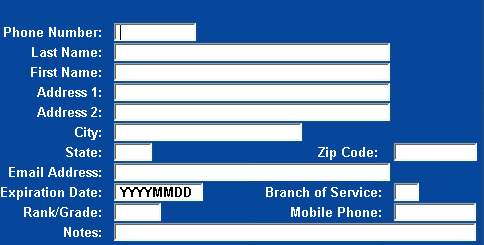 Phone Number:
Last Name:
First Name:
Address 1:
Address 2:
City:
State: Zip Code:
Email Address:
Expiration Date: YYYYMMDD Branch of Service:
Rank/Grade: Mobile Phone:
Notes: